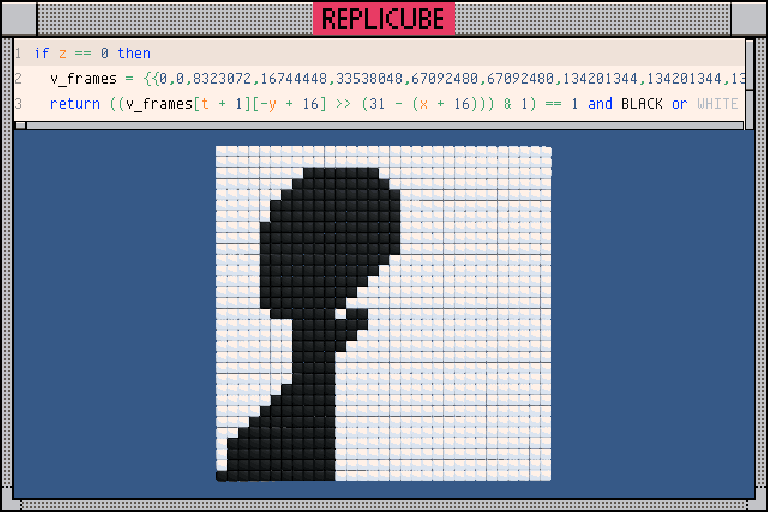 REPLICUBE
1 if z == 0 then
2 v_frames = {{0,0,8323072,16744448,33538048,67092480,67092480,134201344,134201344,13
3 return ((v_frames[t + 1][-y + 16] >> (31 - (x + 16))) & 1) == 1 and BLACK or WHITE